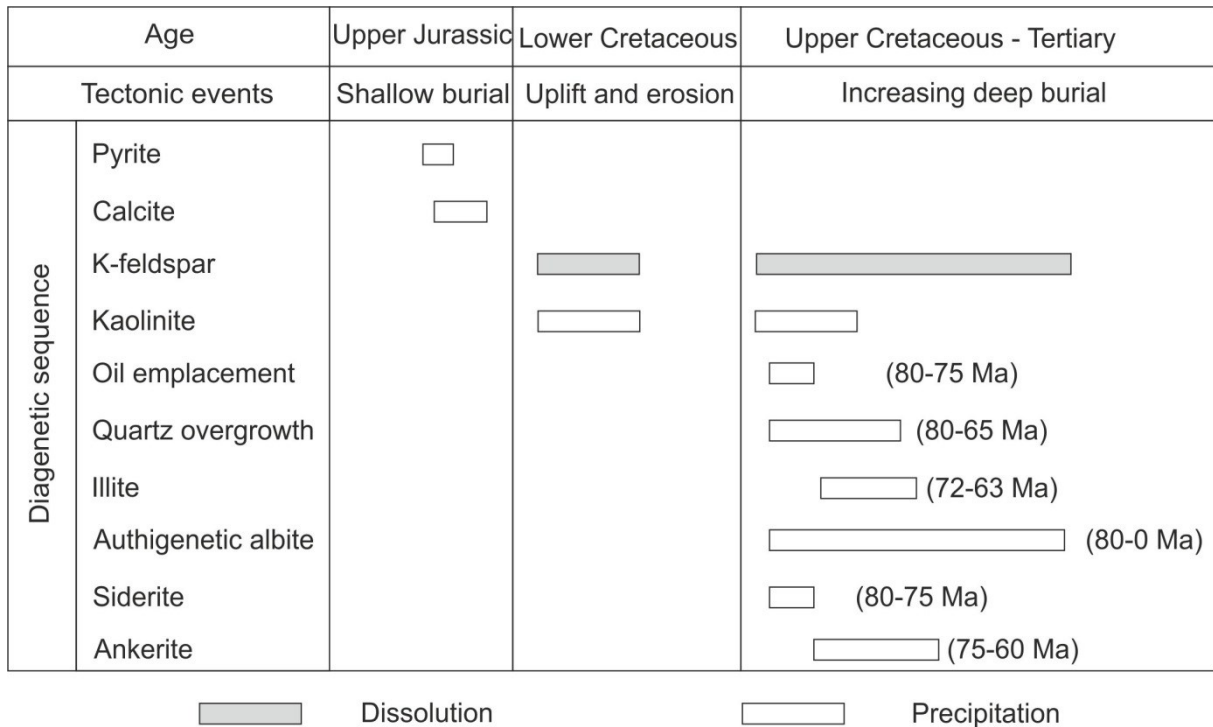 Age Upper Jurassic Lower Cretaceous Upper Cretaceous - Tertiary
Tectonic events Shallow burial Uplift and erosion Increasing deep burial
Diagenetic sequence
Pyrite
Calcite
K-feldspar
Kaolinite
Oil emplacement (80-75 Ma)
Quartz overgrowth (80-65 Ma)
Illite (72-63 Ma)
Authigenetic albite (80-0 Ma)
Siderite (80-75 Ma)
Ankerite (75-60 Ma)
Dissolution Precipitation